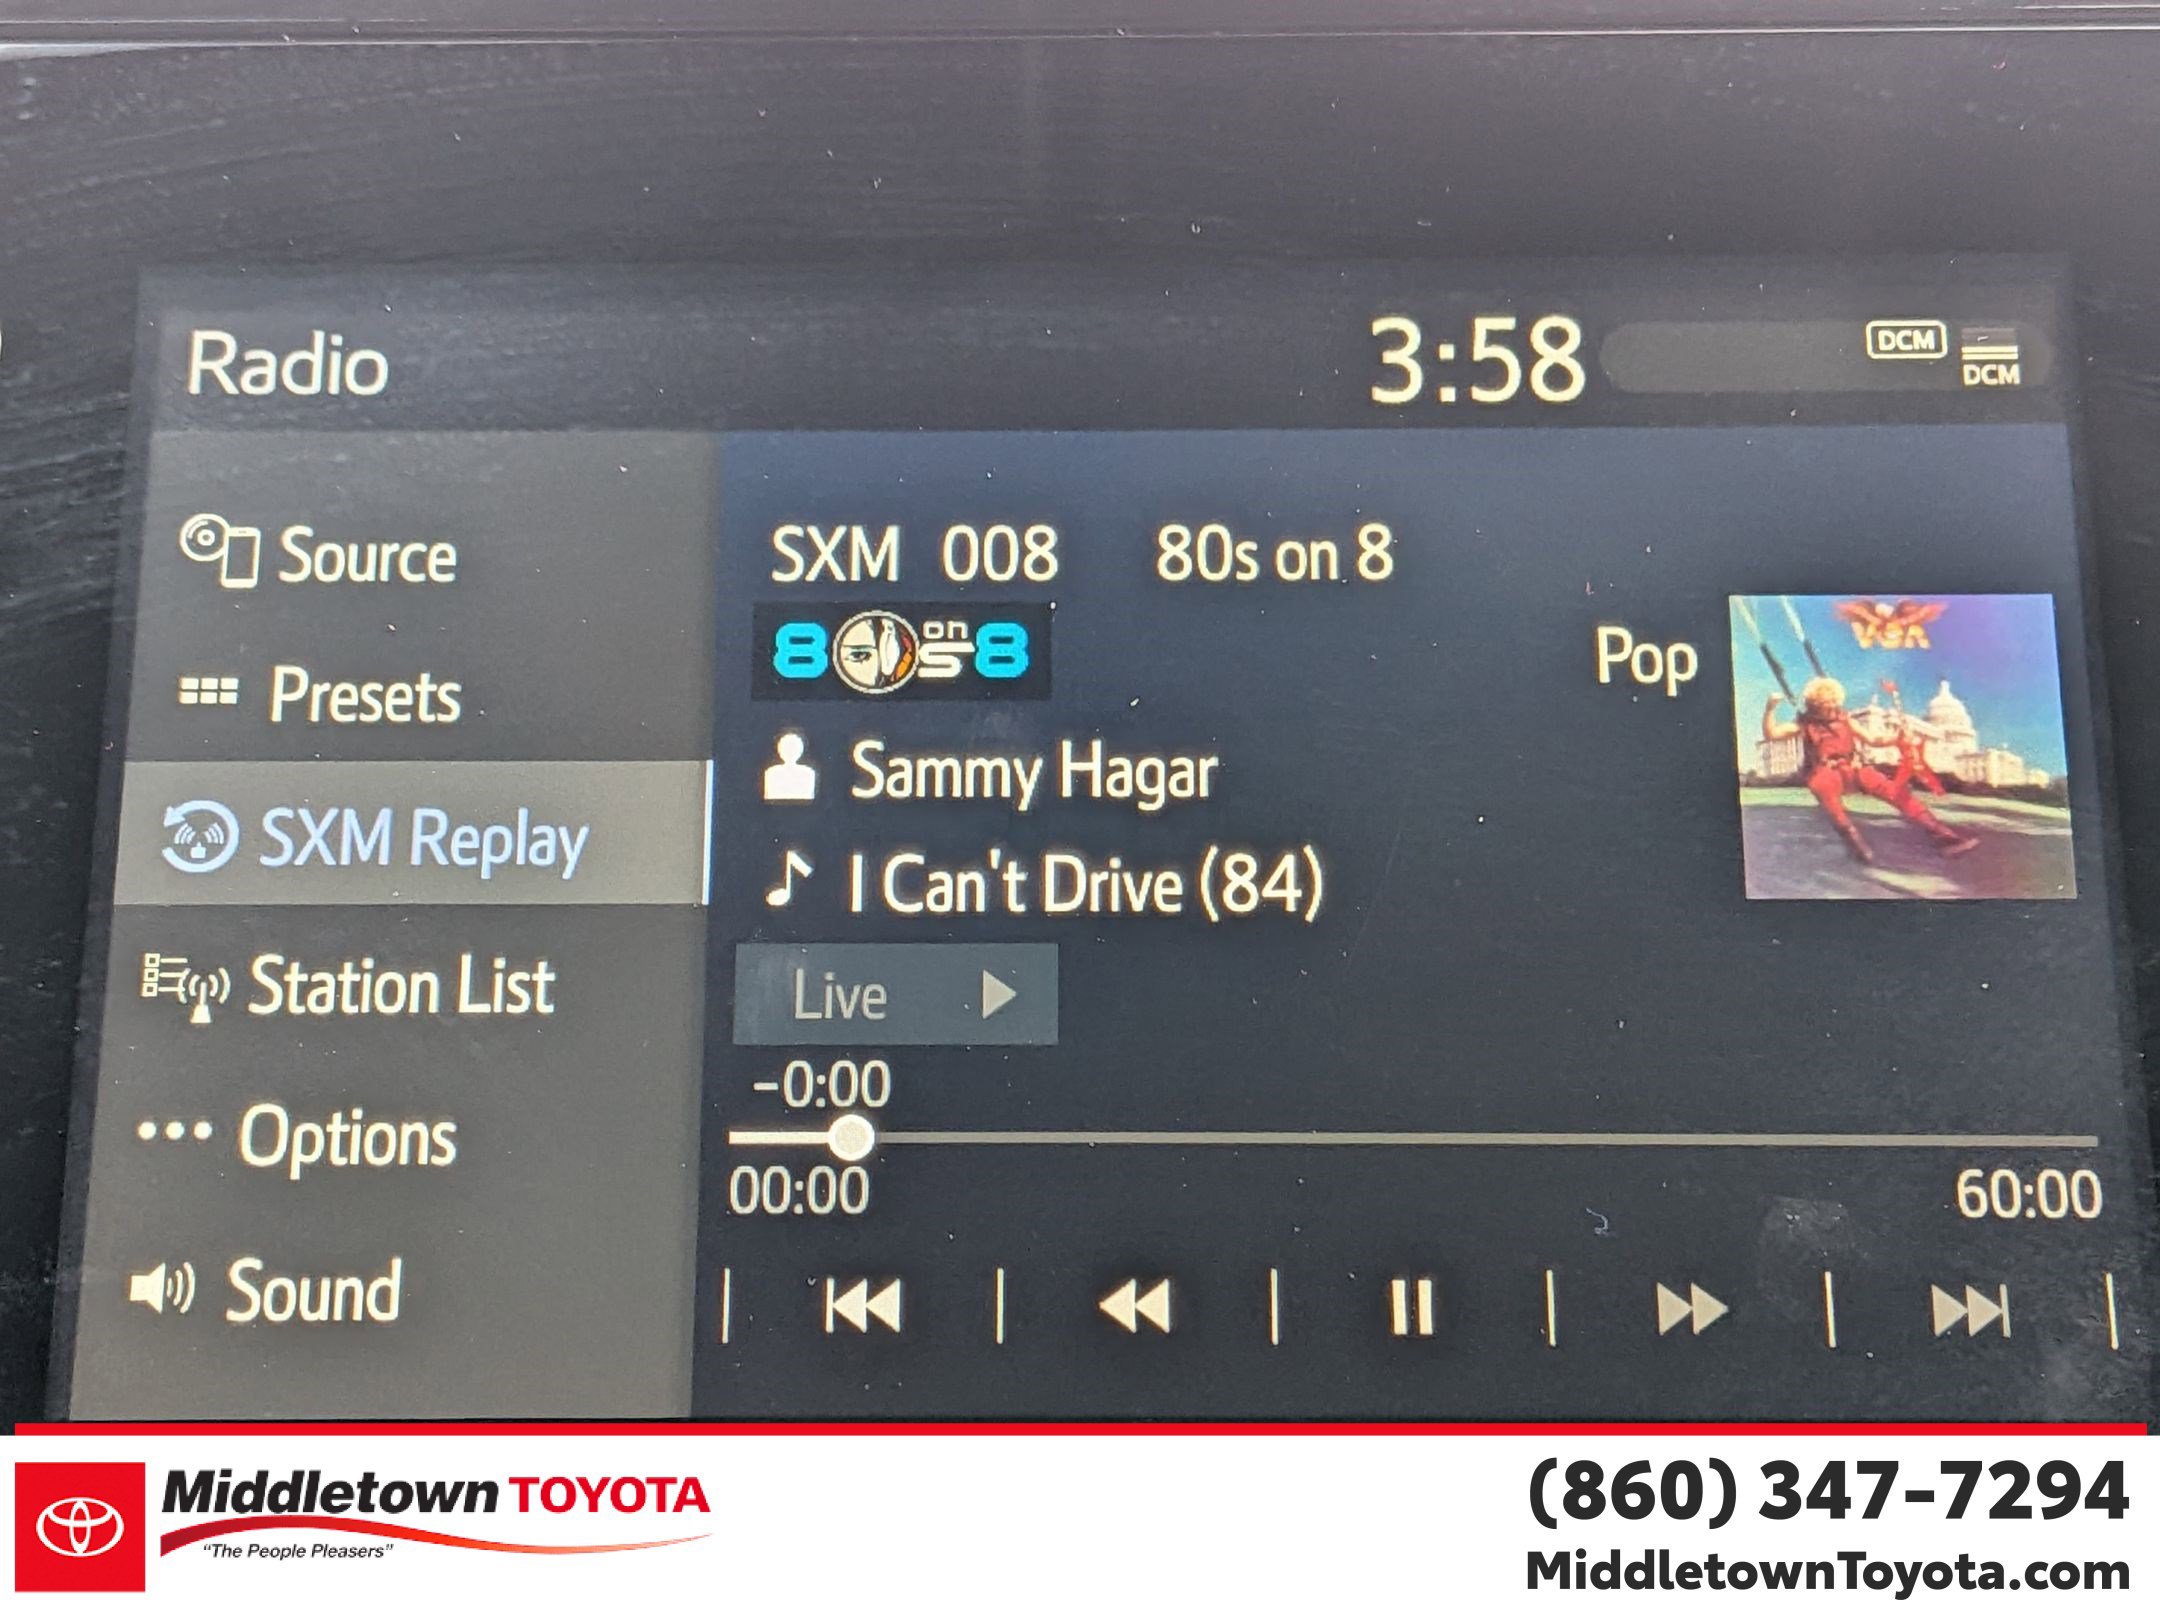 Radio
3:58
DCM
DCM
Source
Presets
SXM Replay
Station List
Options
Sound
SXM 008 80s on 8
80s on 8
Pop
VOA
Sammy Hagar
I Can't Drive (84)
Live
-0:00
00:00
60:00
Middletown TOYOTA
"The People Pleasers"
(860) 347-7294
MiddletownToyota.com